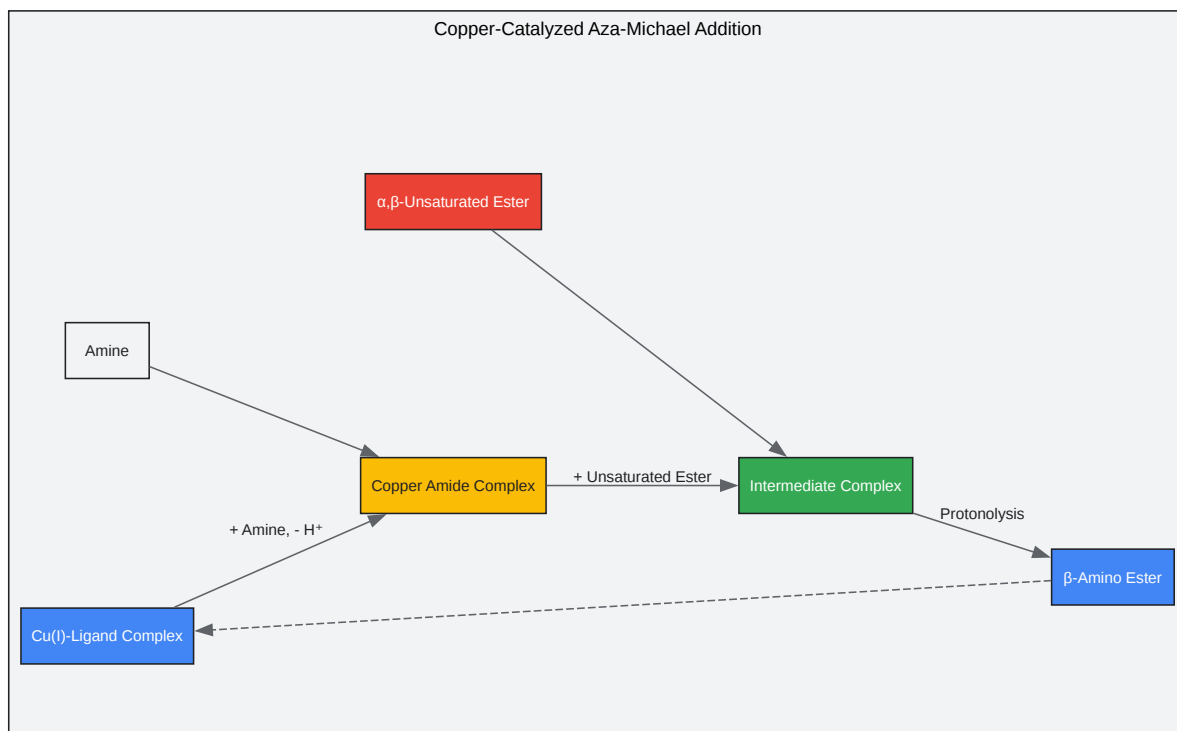 Copper-Catalyzed Aza-Michael Addition
α,β-Unsaturated Ester
Amine
Copper Amide Complex
+ Unsaturated Ester
Intermediate Complex
+ Amine, - H⁺
Protonolysis
β-Amino Ester
Cu(I)-Ligand Complex